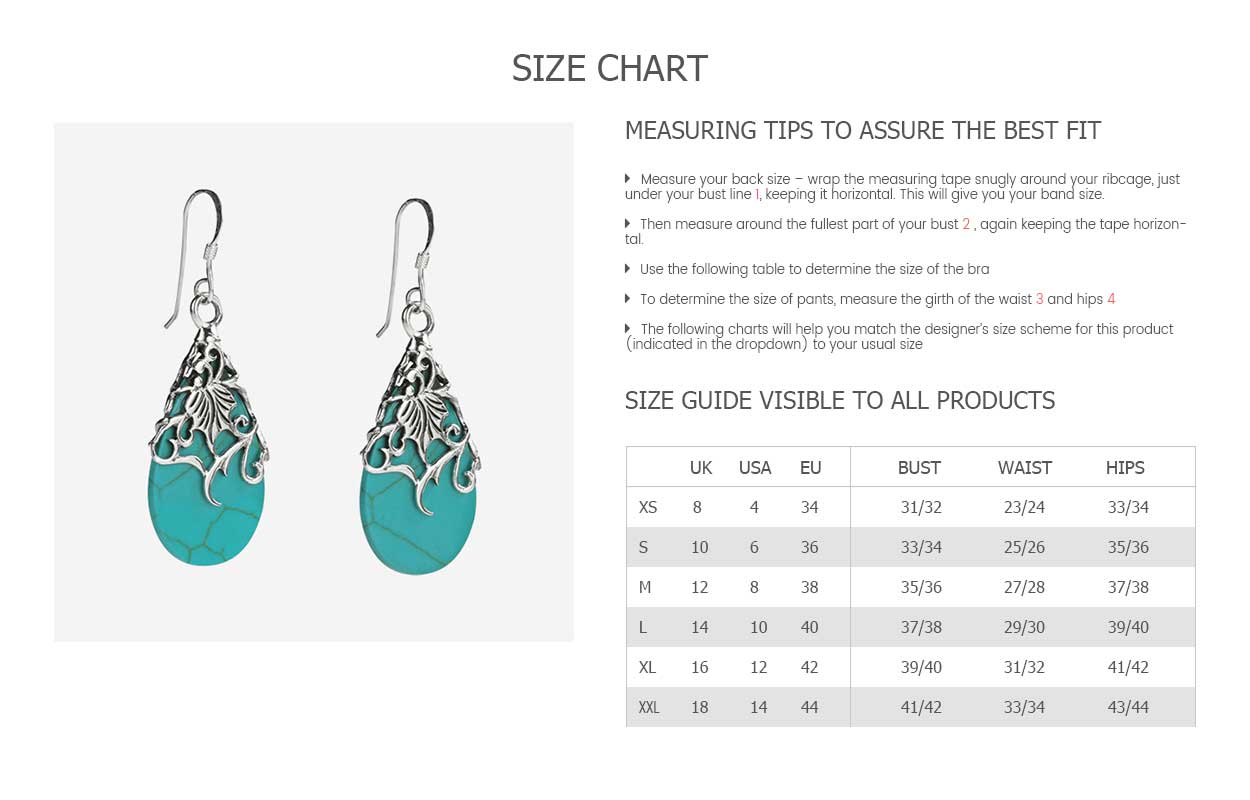 SIZE CHART
MEASURING TIPS TO ASSURE THE BEST FIT
Measure your back size – wrap the measuring tape snugly around your ribcage, just
under your bust line 1, keeping it horizontal. This will give you your band size.
Then measure around the fullest part of your bust 2 , again keeping the tape horizon-
tal.
Use the following table to determine the size of the bra
To determine the size of pants, measure the girth of the waist 3 and hips 4
The following charts will help you match the designer's size scheme for this product
(indicated in the dropdown) to your usual size
SIZE GUIDE VISIBLE TO ALL PRODUCTS
UK USA EU BUST WAIST HIPS
XS 8 4 34 31/32 23/24 33/34
S 10 6 36 33/34 25/26 35/36
M 12 8 38 35/36 27/28 37/38
L 14 10 40 37/38 29/30 39/40
XL 16 12 42 39/40 31/32 41/42
XXL 18 14 44 41/42 33/34 43/44